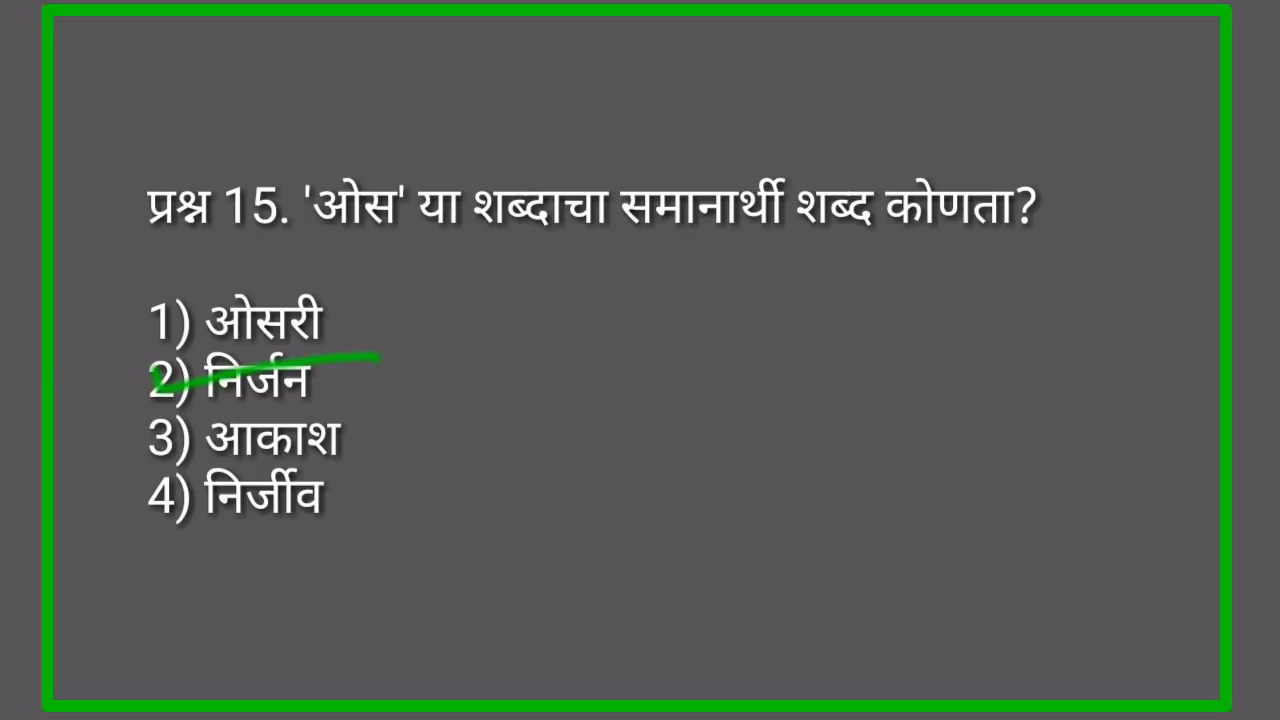 प्रश्न 15. 'ओस' या शब्दाचा समानार्थी शब्द कोणता?
1) ओसरी
2) निर्जन
3) आकाश
4) निर्जीव